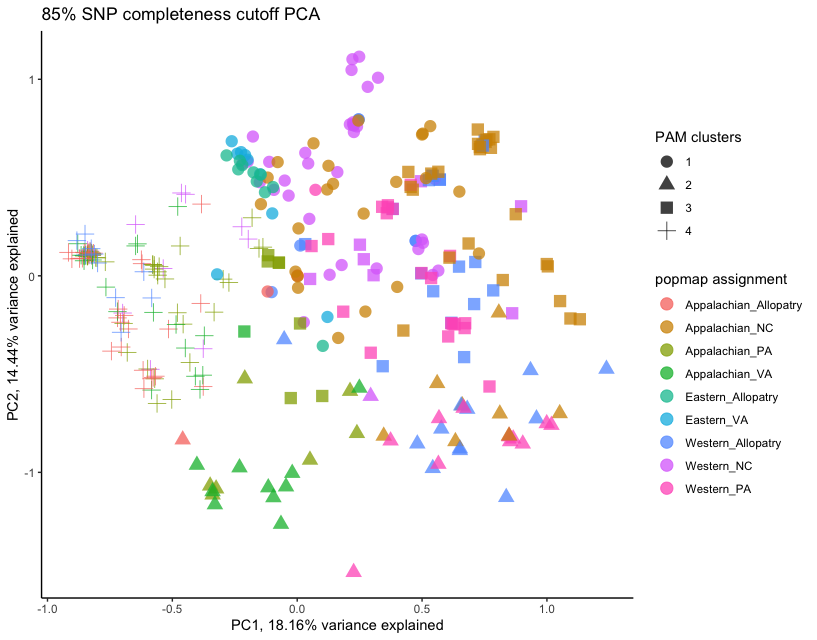 85% SNP completeness cutoff PCA
PC2, 14.44% variance explained
1
0
-1
-1.0
-0.5
0.0
0.5
1.0
PC1, 18.16% variance explained
PAM clusters
1
2
3
4
popmap assignment
Appalachian_Allopatry
Appalachian_NC
Appalachian_PA
Appalachian_VA
Eastern_Allopatry
Eastern_VA
Western_Allopatry
Western_NC
Western_PA